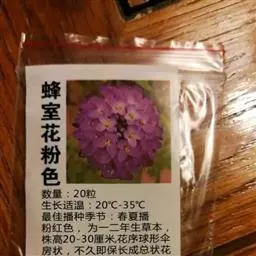 蜂室花粉色
数量：20粒
生长适温：20℃-35℃
最佳播种季节：春夏播
粉红色， 为一二年生草本，
株高20-30厘米,花序球形伞
房状，不久即保长成总状花